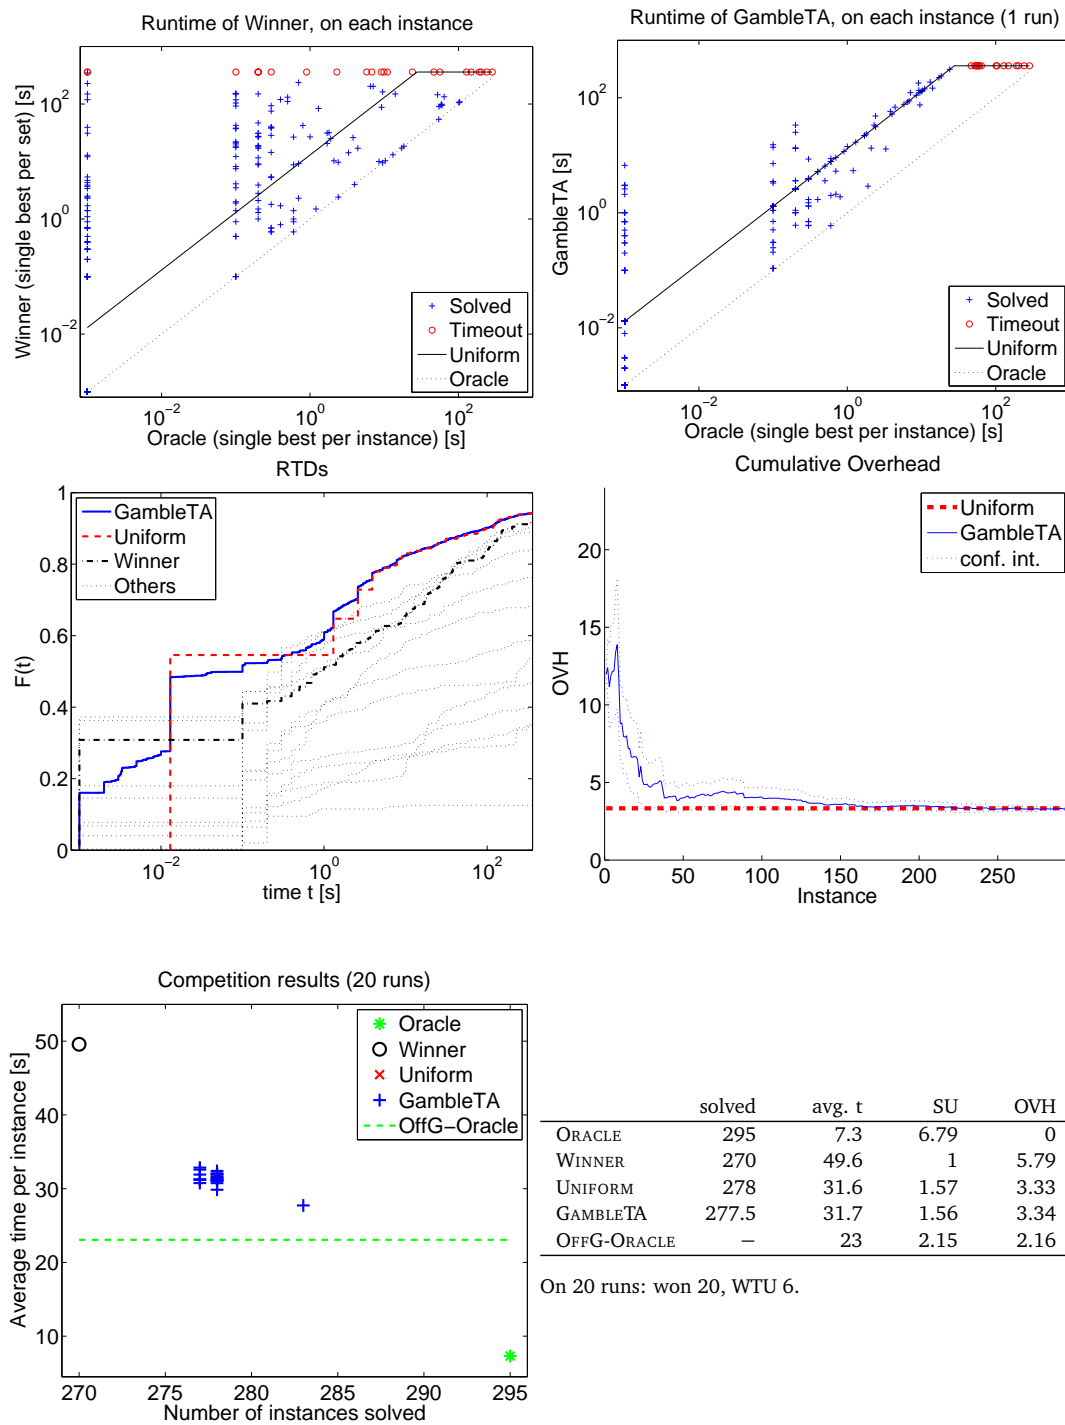 Runtime of Winner, on each instance
Winner (single best per set) [s]
10^2
10^0
10^-2
Solved
Timeout
Uniform
Oracle
10^-2 10^0 10^2
Oracle (single best per instance) [s]
Runtime of GambleTA, on each instance (1 run)
GambleTA [s]
10^2
10^0
10^-2
Solved
Timeout
Uniform
Oracle
10^-2 10^0 10^2
Oracle (single best per instance) [s]
RTDs
F(t)
1
0.8
0.6
0.4
0.2
0
GambleTA
Uniform
Winner
Others
10^-2 10^0 10^2
time t [s]
Cumulative Overhead
OVH
20
15
10
5
0
Uniform
GambleTA
conf. int.
0 50 100 150 200 250
Instance
Competition results (20 runs)
Average time per instance [s]
50
40
30
20
10
Oracle
Winner
Uniform
GambleTA
OffG−Oracle
270 275 280 285 290 295
Number of instances solved
solved avg. t SU OVH
ORACLE 295 7.3 6.79 0
WINNER 270 49.6 1 5.79
UNIFORM 278 31.6 1.57 3.33
GAMBLETA 277.5 31.7 1.56 3.34
OFFG-ORACLE − 23 2.15 2.16
On 20 runs: won 20, WTU 6.